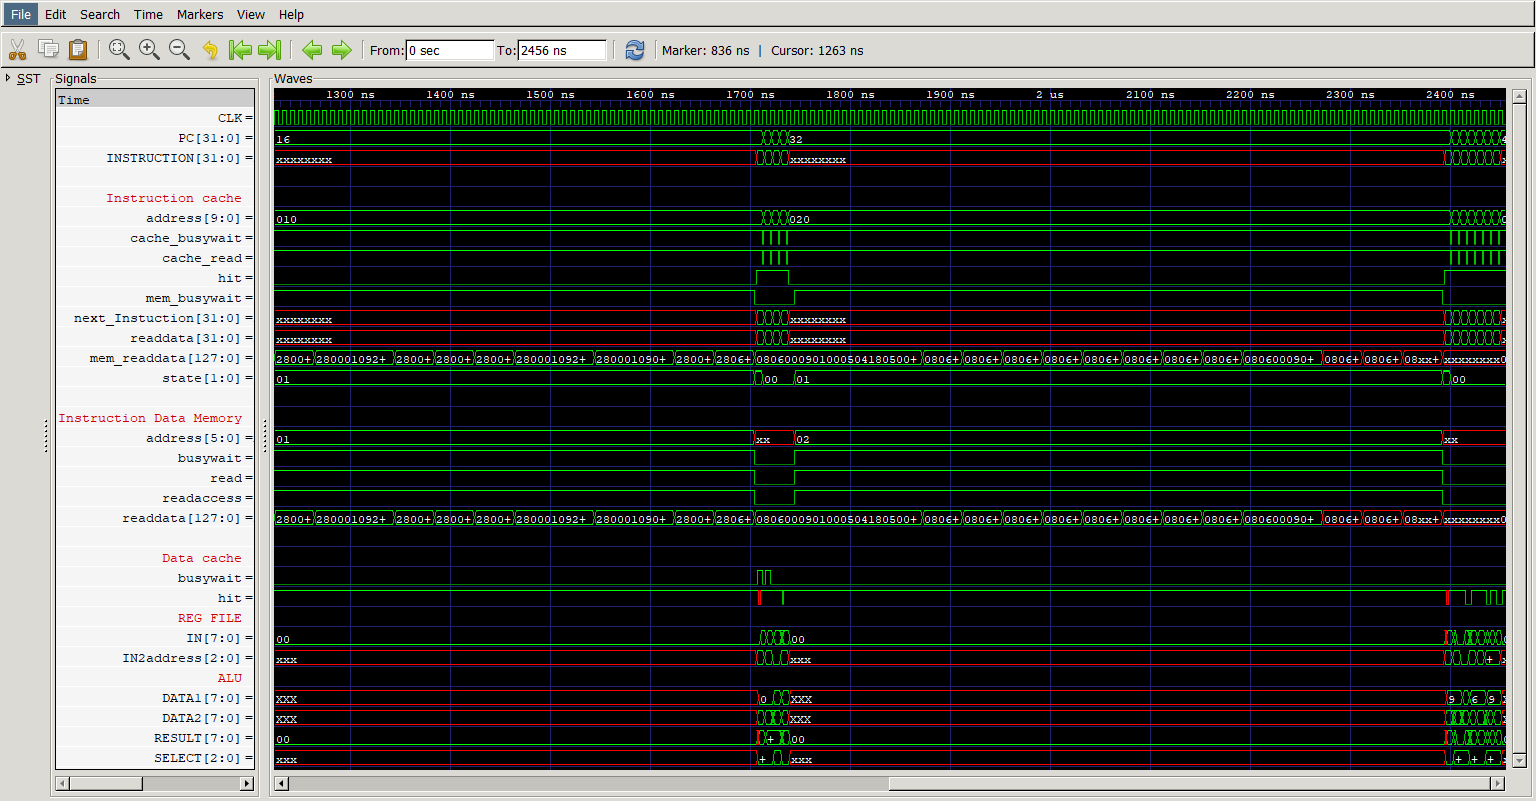 File Edit Search Time Markers View Help
From: 0 sec To: 2456 ns Marker: 836 ns | Cursor: 1263 ns
SST Signals Waves
Time 1300 ns 1400 ns 1500 ns 1600 ns 1700 ns 1800 ns 1900 ns 2 us 2100 ns 2200 ns 2300 ns 2400 ns
CLK =
PC[31:0] = 16 32 4
INSTRUCTION[31:0] = xxxxxxxx xxxxxxxx x
Instruction cache
address[9:0] = 010 020 0
cache_busywait =
cache_read =
hit =
mem_busywait =
next_Instuction[31:0] = xxxxxxxx xxxxxxxx x
readdata[31:0] = xxxxxxxx xxxxxxxx x
mem_readdata[127:0] = 2800+ 280001092+ 2800+ 2800+ 2800+ 280001092+ 280001090+ 2800+ 2806+ 0806000901000504180500+ 0806+ 0806+ 0806+ 0806+ 0806+ 0806+ 0806+ 0806+ 080600090+ 0806+ 0806+ 08xx+ xxxxxxxx0
state[1:0] = 01 00 01 00
Instruction Data Memory
address[5:0] = 01 xx 02 xx
busywait =
read =
readaccess =
readdata[127:0] = 2800+ 280001092+ 2800+ 2800+ 2800+ 280001092+ 280001090+ 2800+ 2806+ 0806000901000504180500+ 0806+ 0806+ 0806+ 0806+ 0806+ 0806+ 0806+ 0806+ 080600090+ 0806+ 0806+ 08xx+ xxxxxxxx0
Data cache
busywait =
hit =
REG FILE
IN[7:0] = 00 00
IN2address[2:0] = xxx xxx + x
ALU
DATA1[7:0] = XXX 0 XXX 9 6 9
DATA2[7:0] = XXX XXX
RESULT[7:0] = 00 + 00
SELECT[2:0] = xxx + xxx + + + x